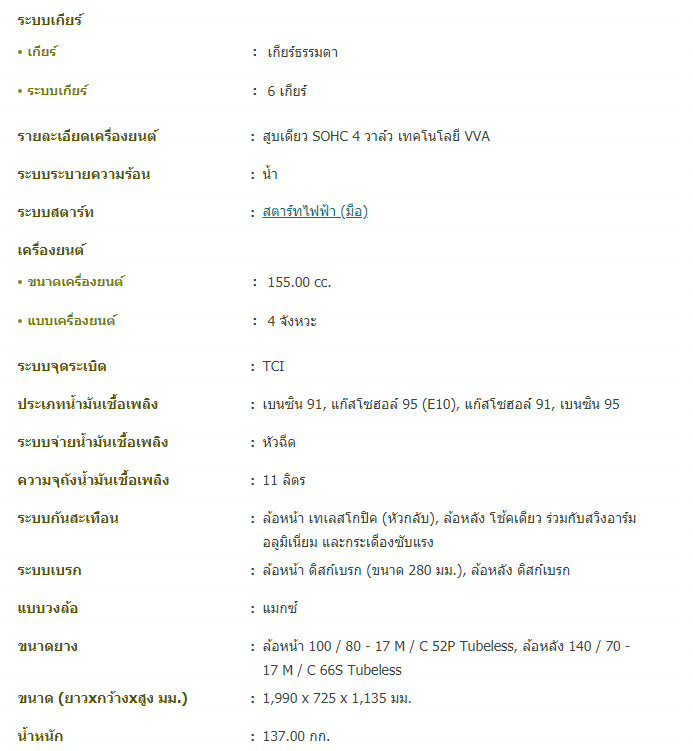 ระบบเกียร์
• เกียร์ : เกียร์ธรรมดา
• ระบบเกียร์ : 6 เกียร์
รายละเอียดเครื่องยนต์ : สูบเดียว SOHC 4 วาล์ว เทคโนโลยี VVA
ระบบระบายความร้อน : น้ำ
ระบบสตาร์ท : สตาร์ทไฟฟ้า (มือ)
เครื่องยนต์
• ขนาดเครื่องยนต์ : 155.00 cc.
• แบบเครื่องยนต์ : 4 จังหวะ
ระบบจุดระเบิด : TCI
ประเภทน้ำมันเชื้อเพลิง : เบนซิน 91, แก๊สโซฮอล์ 95 (E10), แก๊สโซฮอล์ 91, เบนซิน 95
ระบบจ่ายน้ำมันเชื้อเพลิง : หัวฉีด
ความจุถังน้ำมันเชื้อเพลิง : 11 ลิตร
ระบบกันสะเทือน : ล้อหน้า เทเลสโกปิค (หัวกลับ), ล้อหลัง โช้คเดียว ร่วมกับสวิงอาร์ม
อลูมิเนี่ยม และกระเดื่องซับแรง
ระบบเบรก : ล้อหน้า ดิสก์เบรก (ขนาด 280 มม.), ล้อหลัง ดิสก์เบรก
แบบวงล้อ : แมกซ์
ขนาดยาง : ล้อหน้า 100 / 80 - 17 M / C 52P Tubeless, ล้อหลัง 140 / 70 -
17 M / C 66S Tubeless
ขนาด (ยาวxกว้างxสูง มม.) : 1,990 x 725 x 1,135 มม.
น้ำหนัก : 137.00 กก.